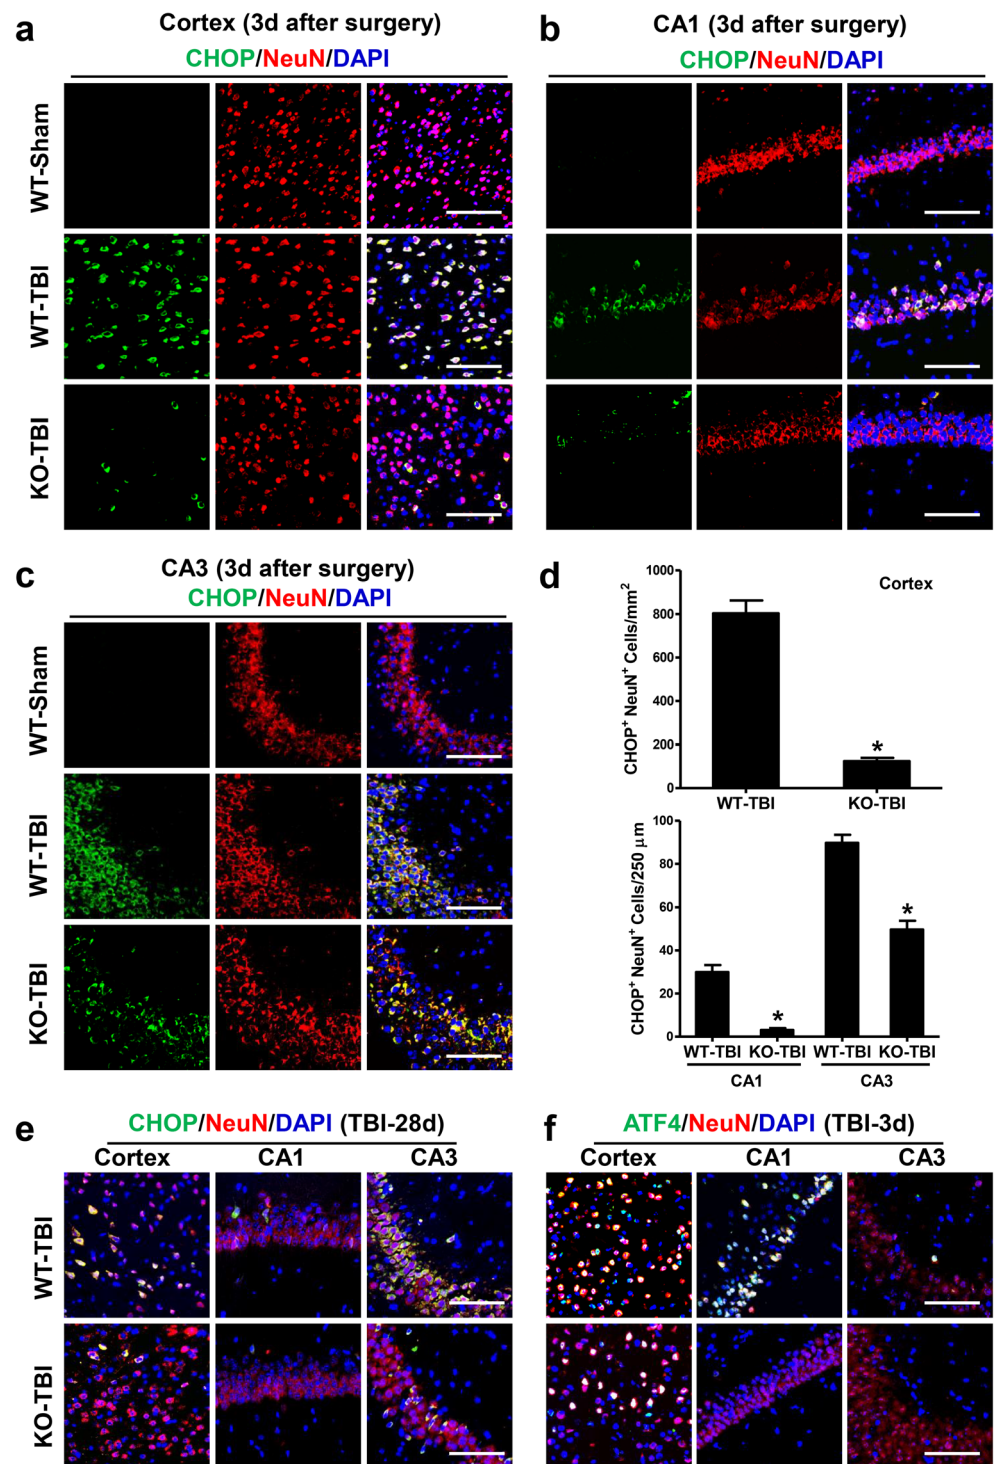 a
Cortex (3d after surgery)
CHOP/NeuN/DAPI
WT-Sham
WT-TBI
KO-TBI
b
CA1 (3d after surgery)
CHOP/NeuN/DAPI
c
CA3 (3d after surgery)
CHOP/NeuN/DAPI
WT-Sham
WT-TBI
KO-TBI
d
Cortex
CHOP⁺ NeuN⁺ Cells/mm2
1000
800
600
400
200
0
*
WT-TBI KO-TBI
CHOP⁺ NeuN⁺ Cells/250 μm
100
80
60
40
20
0
*
*
WT-TBI KO-TBI WT-TBI KO-TBI
CA1 CA3
e
CHOP/NeuN/DAPI (TBI-28d)
Cortex CA1 CA3
WT-TBI
KO-TBI
f
ATF4/NeuN/DAPI (TBI-3d)
Cortex CA1 CA3